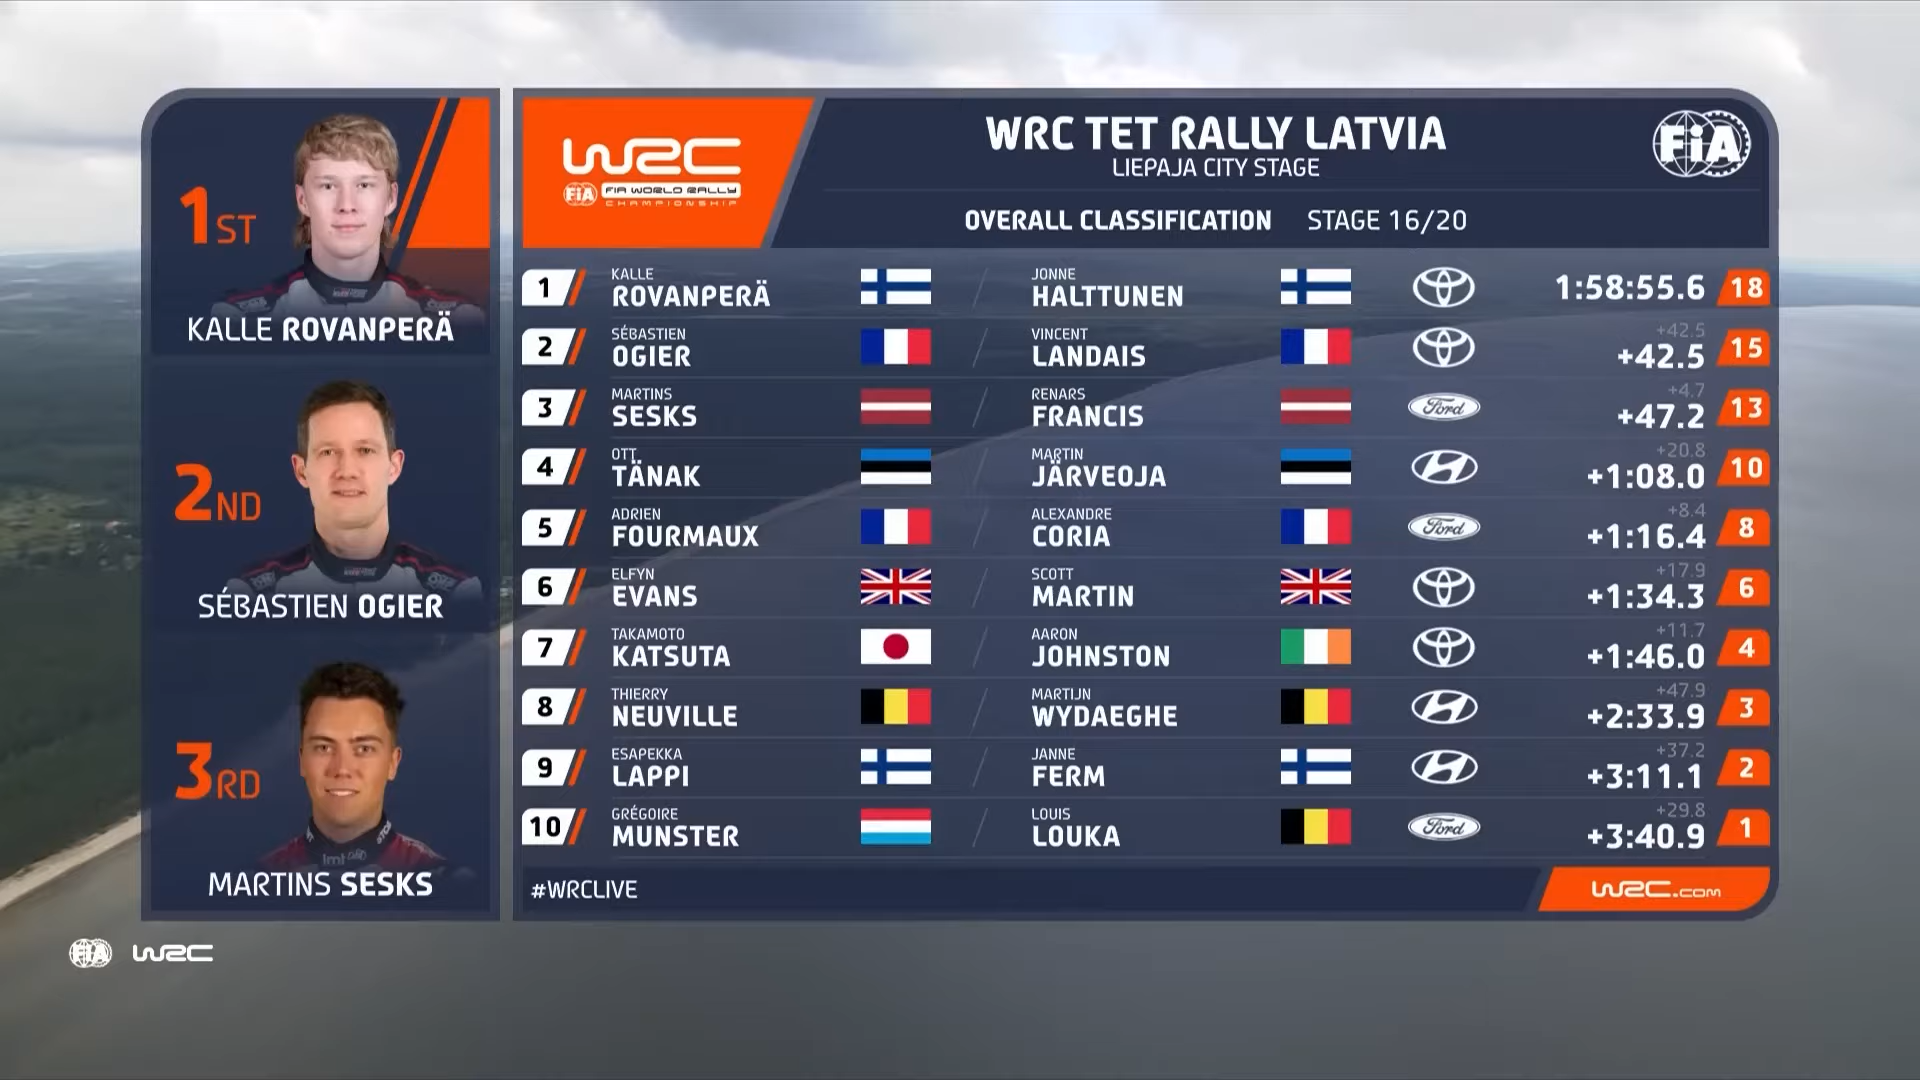 1ST
KALLE ROVANPERÄ
2ND
SÉBASTIEN OGIER
3RD
MARTINS SESKS
WRC
FIA FIA WORLD RALLY
CHAMPIONSHIP
WRC TET RALLY LATVIA
LIEPAJA CITY STAGE
OVERALL CLASSIFICATION STAGE 16/20
FIA
1 KALLE ROVANPERÄ / JONNE HALTTUNEN 1:58:55.6 18
2 SÉBASTIEN OGIER / VINCENT LANDAIS +42.5 +42.5 15
3 MARTINS SESKS / RENARS FRANCIS Ford +4.7 +47.2 13
4 OTT TÄNAK / MARTIN JÄRVEOJA +20.8 +1:08.0 10
5 ADRIEN FOURMAUX / ALEXANDRE CORIA Ford +8.4 +1:16.4 8
6 ELFYN EVANS / SCOTT MARTIN +17.9 +1:34.3 6
7 TAKAMOTO KATSUTA / AARON JOHNSTON +11.7 +1:46.0 4
8 THIERRY NEUVILLE / MARTIJN WYDAEGHE +47.9 +2:33.9 3
9 ESAPEKKA LAPPI / JANNE FERM +37.2 +3:11.1 2
10 GRÉGOIRE MUNSTER / LOUIS LOUKA Ford +29.8 +3:40.9 1
#WRCLIVE
WRC.COM
FIA WRC